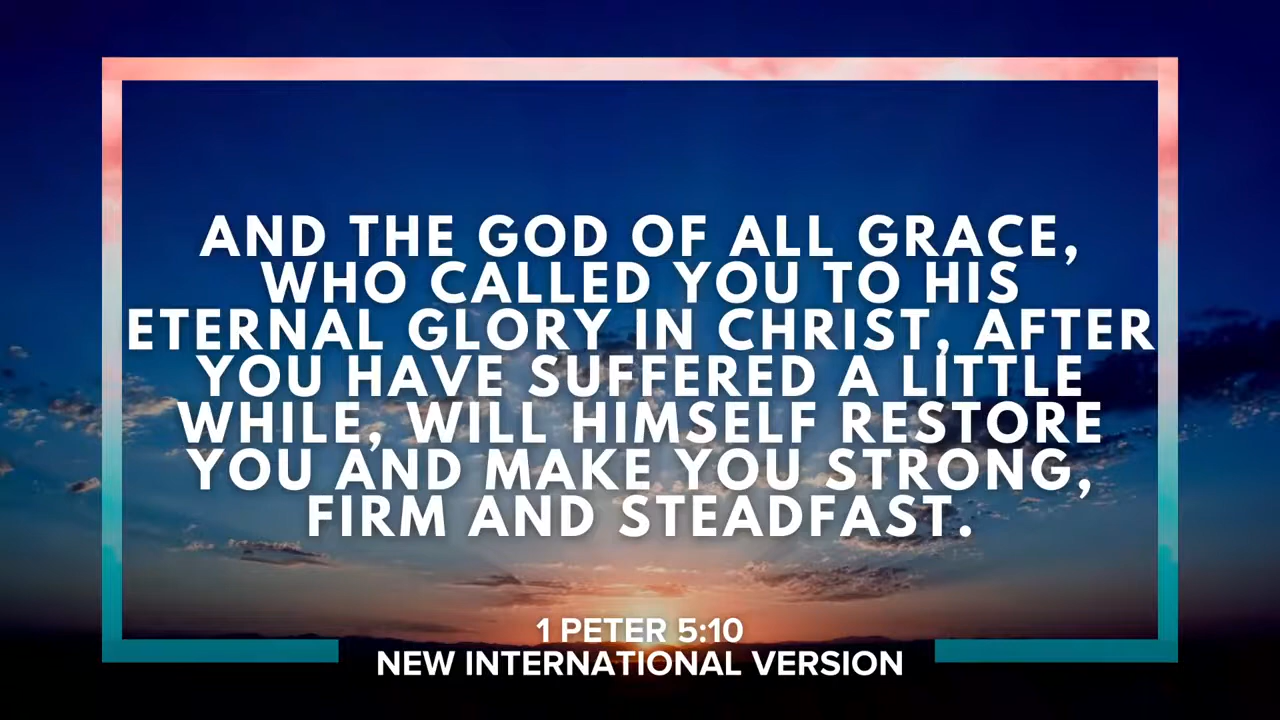 AND THE GOD OF ALL GRACE,
WHO CALLED YOU TO HIS
ETERNAL GLORY IN CHRIST, AFTER
YOU HAVE SUFFERED A LITTLE
WHILE, WILL HIMSELF RESTORE
YOU AND MAKE YOU STRONG,
FIRM AND STEADFAST.
1 PETER 5:10
NEW INTERNATIONAL VERSION